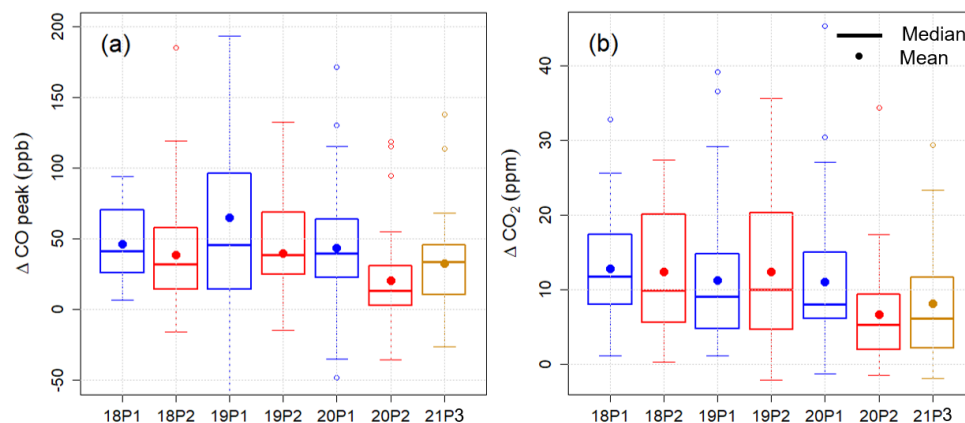 (a)
Δ CO peak (ppb)
200
150
100
50
0
-50
18P1 18P2 19P1 19P2 20P1 20P2 21P3
(b)
Median
Mean
Δ CO₂ (ppm)
40
30
20
10
0
18P1 18P2 19P1 19P2 20P1 20P2 21P3